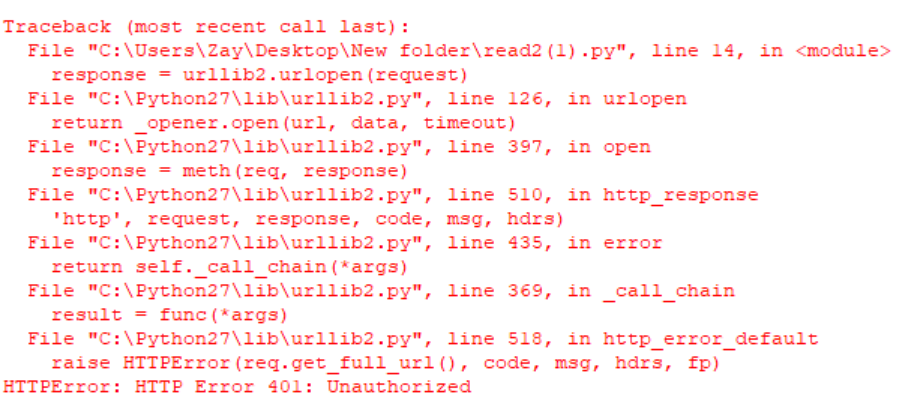 Traceback (most recent call last):
  File "C:\Users\Zay\Desktop\New folder\read2(1).py", line 14, in <module>
    response = urllib2.urlopen(request)
  File "C:\Python27\lib\urllib2.py", line 126, in urlopen
    return _opener.open(url, data, timeout)
  File "C:\Python27\lib\urllib2.py", line 397, in open
    response = meth(req, response)
  File "C:\Python27\lib\urllib2.py", line 510, in http_response
    'http', request, response, code, msg, hdrs)
  File "C:\Python27\lib\urllib2.py", line 435, in error
    return self._call_chain(*args)
  File "C:\Python27\lib\urllib2.py", line 369, in _call_chain
    result = func(*args)
  File "C:\Python27\lib\urllib2.py", line 518, in http_error_default
    raise HTTPError(req.get_full_url(), code, msg, hdrs, fp)
HTTPError: HTTP Error 401: Unauthorized